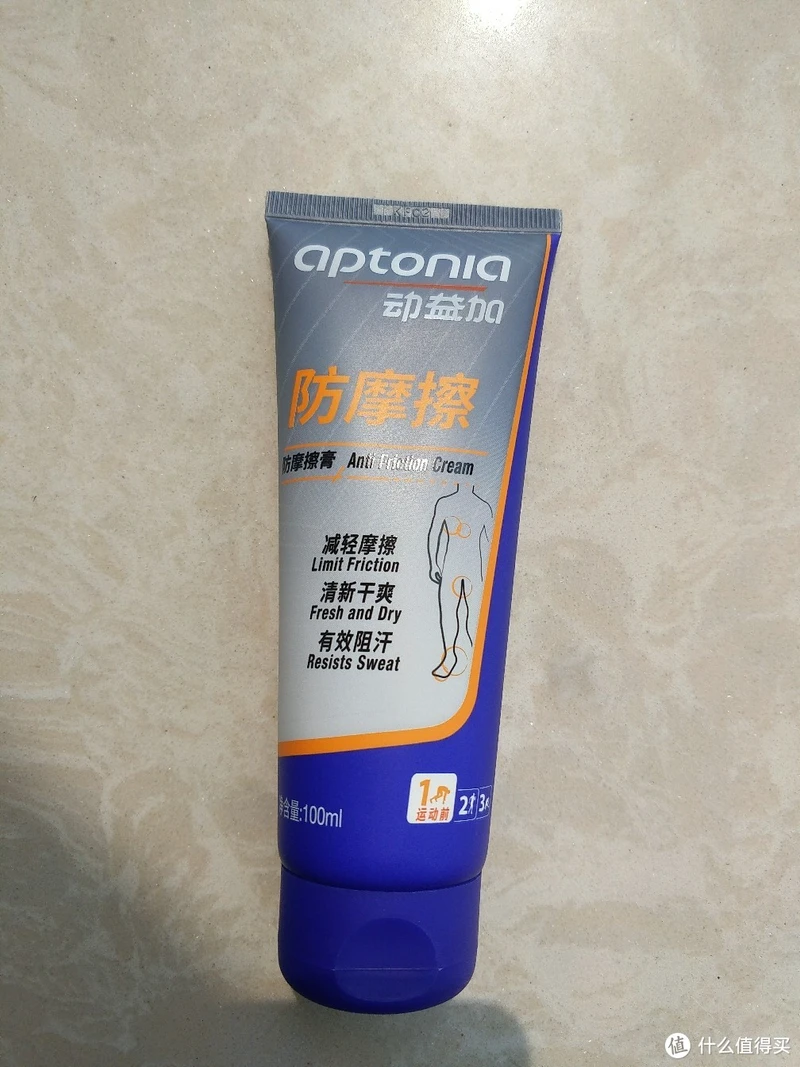 aptonia
动益加
防摩擦
防摩擦膏 Anti Friction Cream
减轻摩擦
Limit Friction
清新干爽
Fresh and Dry
有效阻汗
Resists Sweat
1
运动前
2
3
净含量:100ml
值 什么值得买